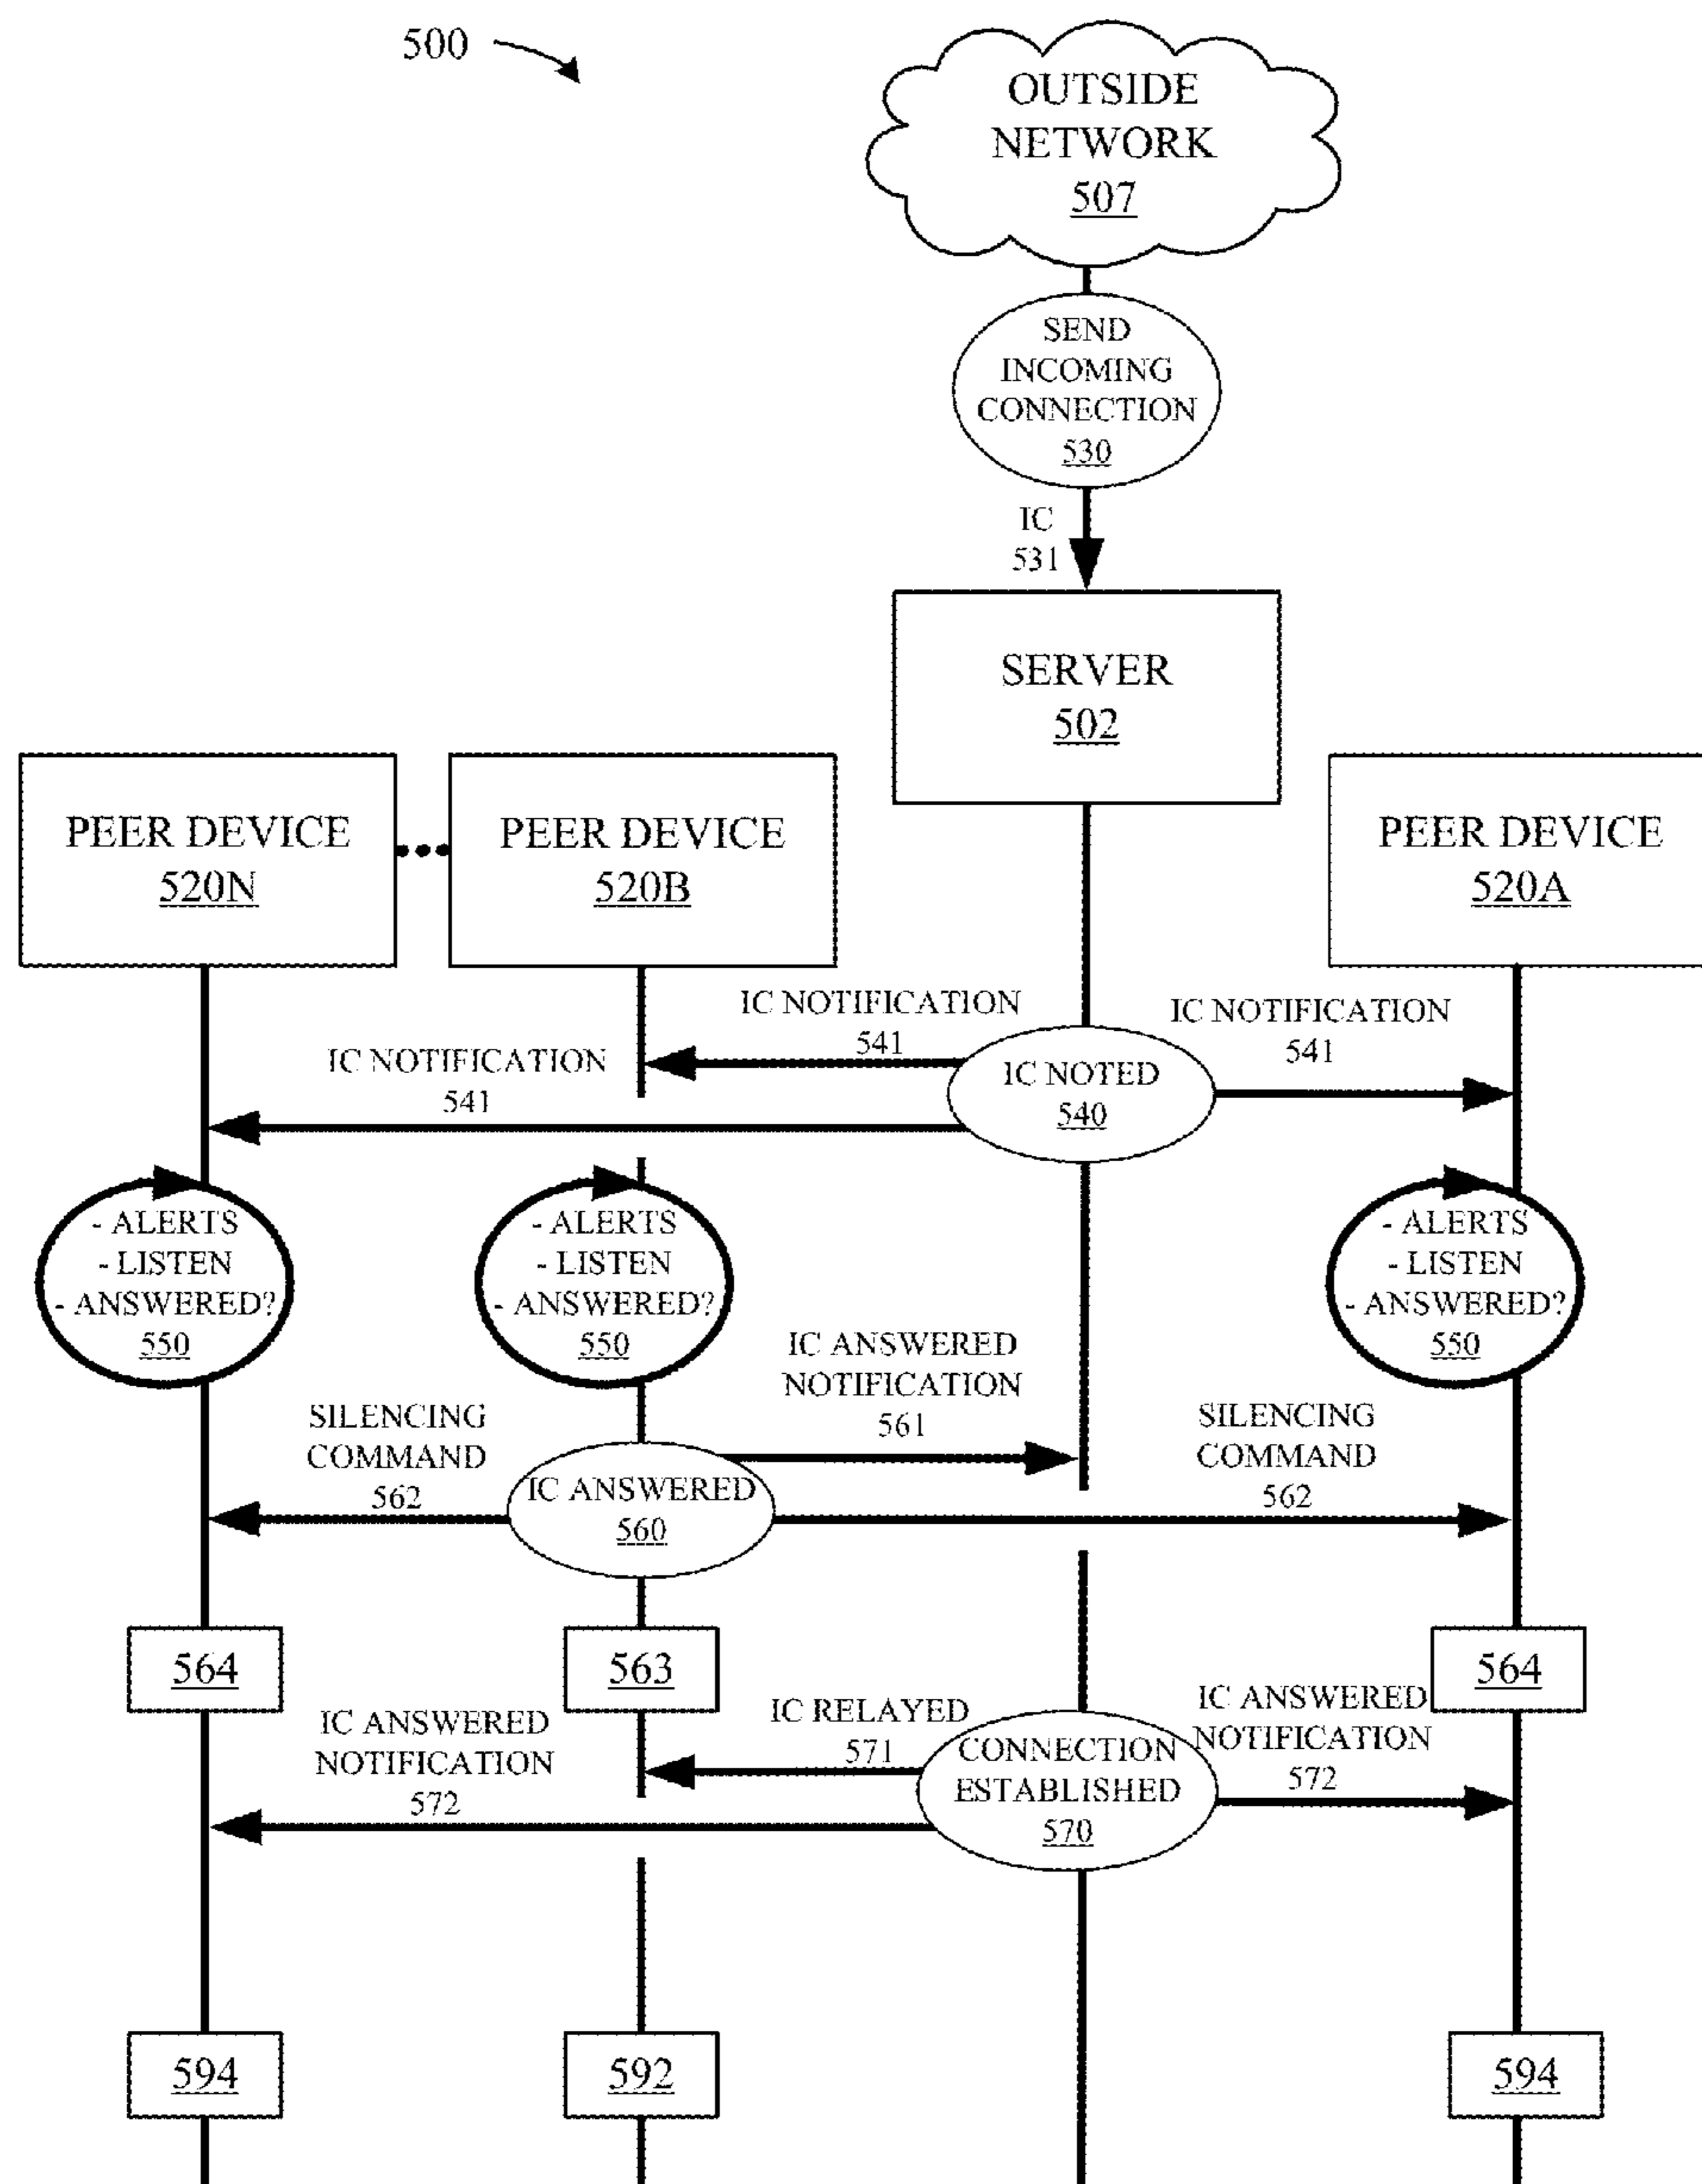 500
OUTSIDE
NETWORK
507
SEND
INCOMING
CONNECTION
530
IC
531
SERVER
502
PEER DEVICE
520N
PEER DEVICE
520B
PEER DEVICE
520A
IC NOTIFICATION
541
IC NOTIFICATION
541
IC NOTIFICATION
541
IC NOTED
540
- ALERTS
- LISTEN
- ANSWERED?
550
- ALERTS
- LISTEN
- ANSWERED?
550
- ALERTS
- LISTEN
- ANSWERED?
550
IC ANSWERED
NOTIFICATION
561
SILENCING
COMMAND
562
IC ANSWERED
560
SILENCING
COMMAND
562
564
563
564
IC ANSWERED
NOTIFICATION
572
IC RELAYED
571
CONNECTION
ESTABLISHED
570
IC ANSWERED
NOTIFICATION
572
594
592
594